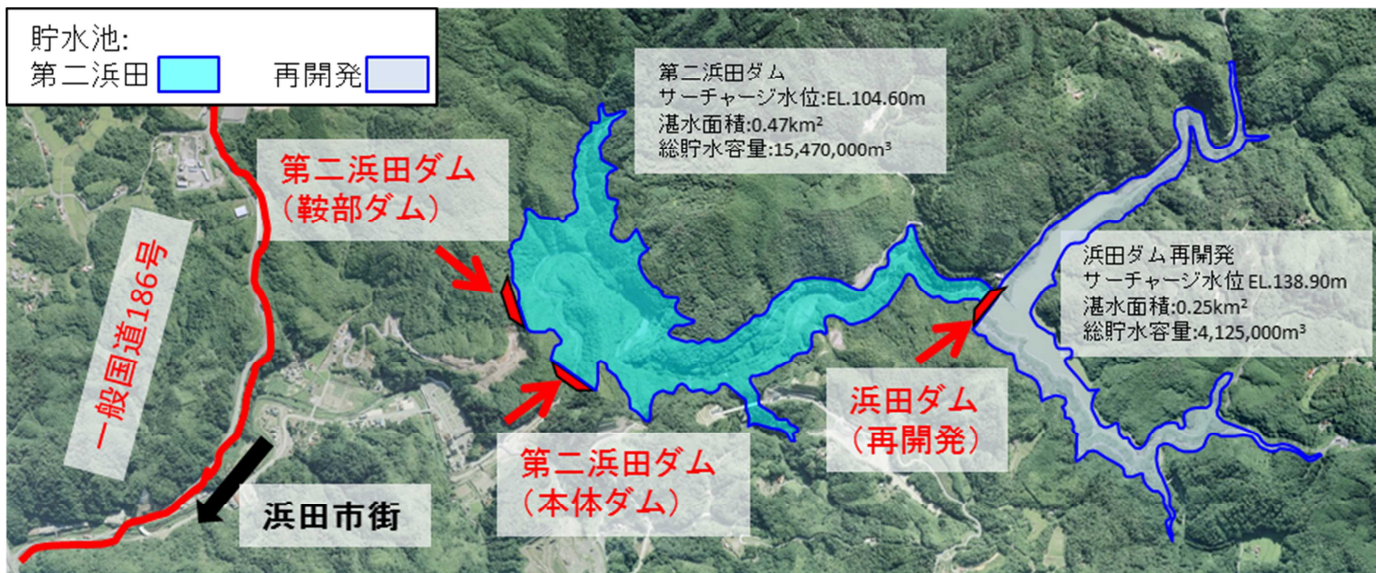 貯水池:
第二浜田 再開発
第二浜田ダム
サーチャージ水位:EL.104.60m
湛水面積:0.47km²
総貯水容量:15,470,000m³
第二浜田ダム
(鞍部ダム)
一般国道186号
浜田ダム再開発
サーチャージ水位EL.138.90m
湛水面積:0.25km²
総貯水容量:4,125,000m³
浜田ダム
(再開発)
第二浜田ダム
(本体ダム)
浜田市街